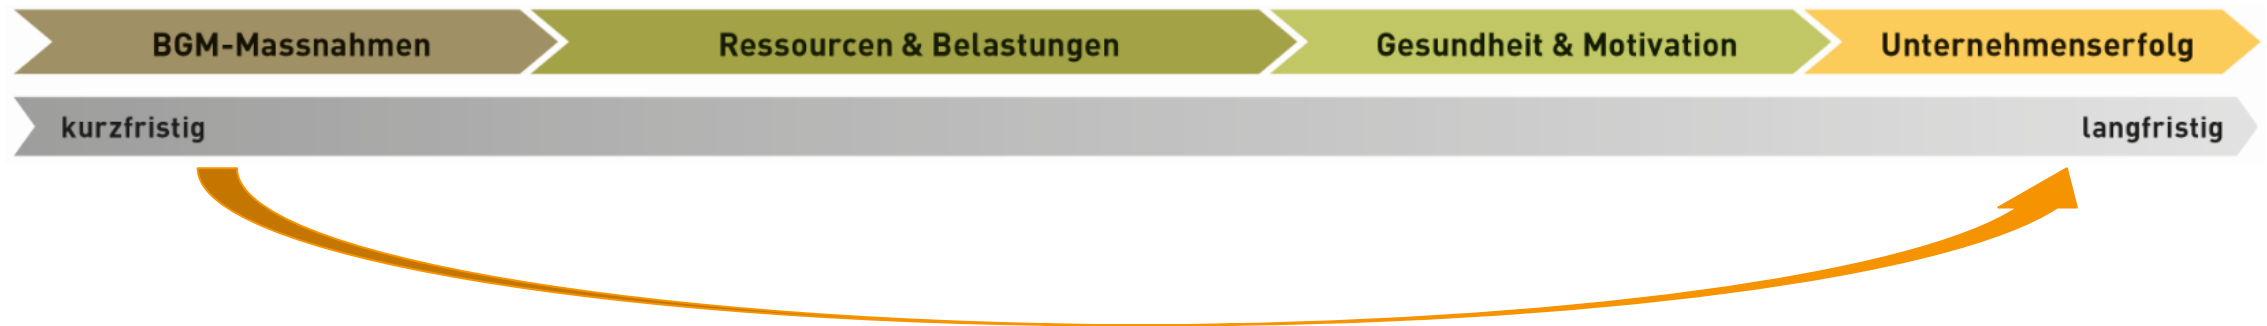 BGM-Massnahmen
Ressourcen & Belastungen
Gesundheit & Motivation
Unternehmenserfolg
kurzfristig
langfristig